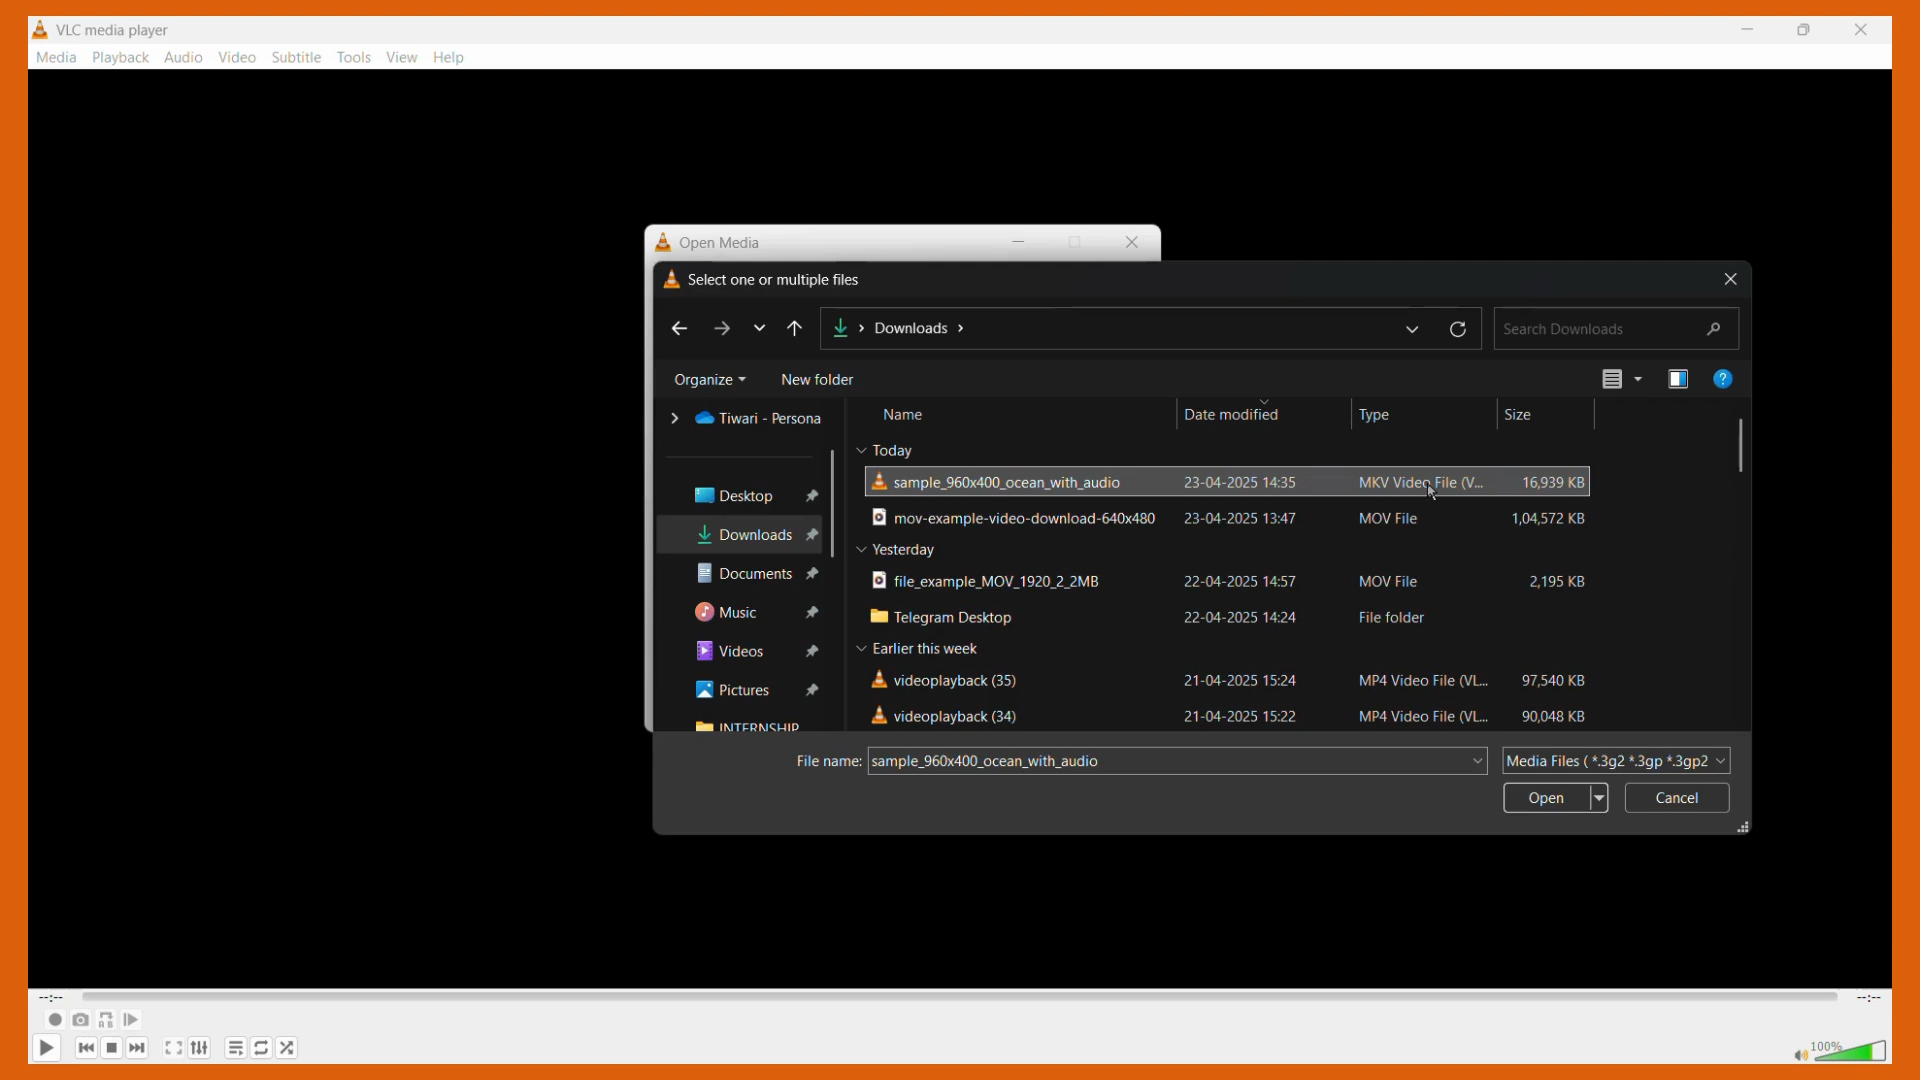 VLC media player
Media Playback Audio Video Subtitle Tools View Help
Open Media
Select one or multiple files
Downloads
Search Downloads
Organize New folder
Tiwari - Persona
Name Date modified Type Size
Today
sample_960x400_ocean_with_audio 23-04-2025 14:35 MKV Video File (V... 16,939 KB
Desktop
mov-example-video-download-640x480 23-04-2025 13:47 MOV File 1,04,572 KB
Downloads
Yesterday
Documents
file_example_MOV_1920_2_2MB 22-04-2025 14:57 MOV File 2,195 KB
Music
Telegram Desktop 22-04-2025 14:24 File folder
Videos
Earlier this week
Pictures
videoplayback (35) 21-04-2025 15:24 MP4 Video File (VL... 97,540 KB
INTERNSHIP
videoplayback (34) 21-04-2025 15:22 MP4 Video File (VL... 90,048 KB
File name: sample_960x400_ocean_with_audio Media Files ( *.3g2 *.3gp *.3gp2
Open Cancel
--:-- --:--
100%